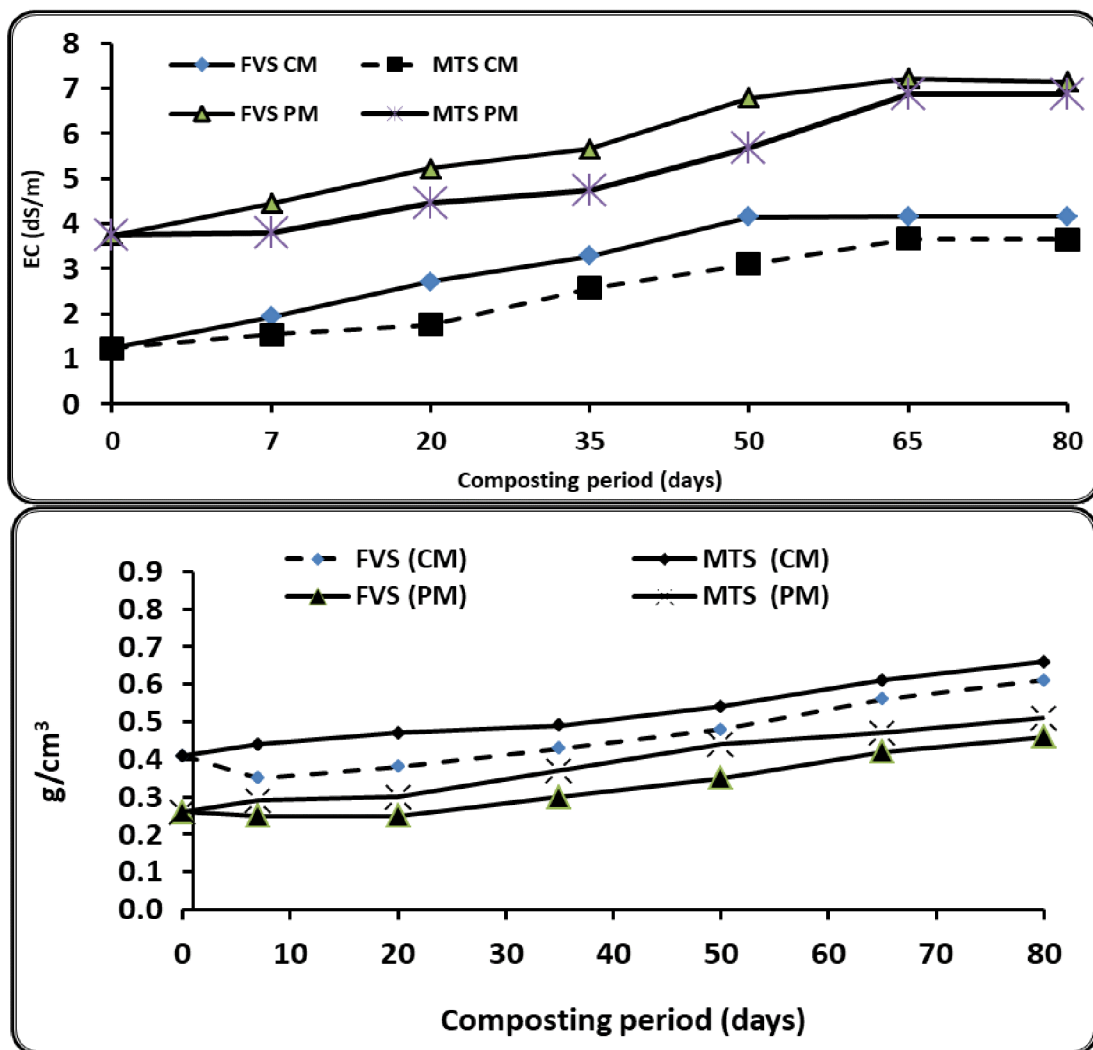 8
7
6
5
4
3
2
1
0
EC (dS/m)
FVS CM
MTS CM
FVS PM
MTS PM
0 7 20 35 50 65 80
Composting period (days)
FVS (CM)
MTS (CM)
FVS (PM)
MTS (PM)
0.9
0.8
0.7
0.6
0.5
0.4
0.3
0.2
0.1
0.0
g/cm³
0 10 20 30 40 50 60 70 80
Composting period (days)